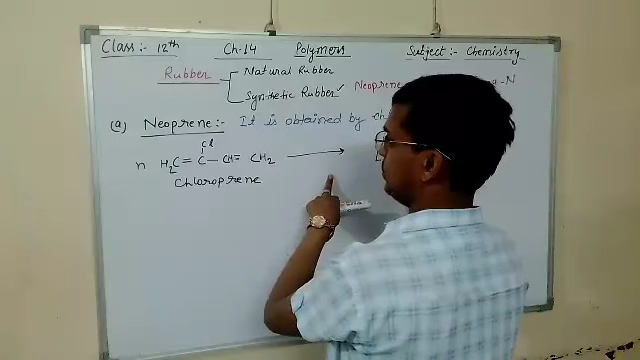 Class:- 12th Ch-14 Polymers Subject:- Chemistry
Rubber Natural Rubber
Synthetic Rubber ✓ Neoprene a-N
(a) Neoprene:- It is obtained by
Cl
n H2C = C - CH = CH2 →
Chloroprene